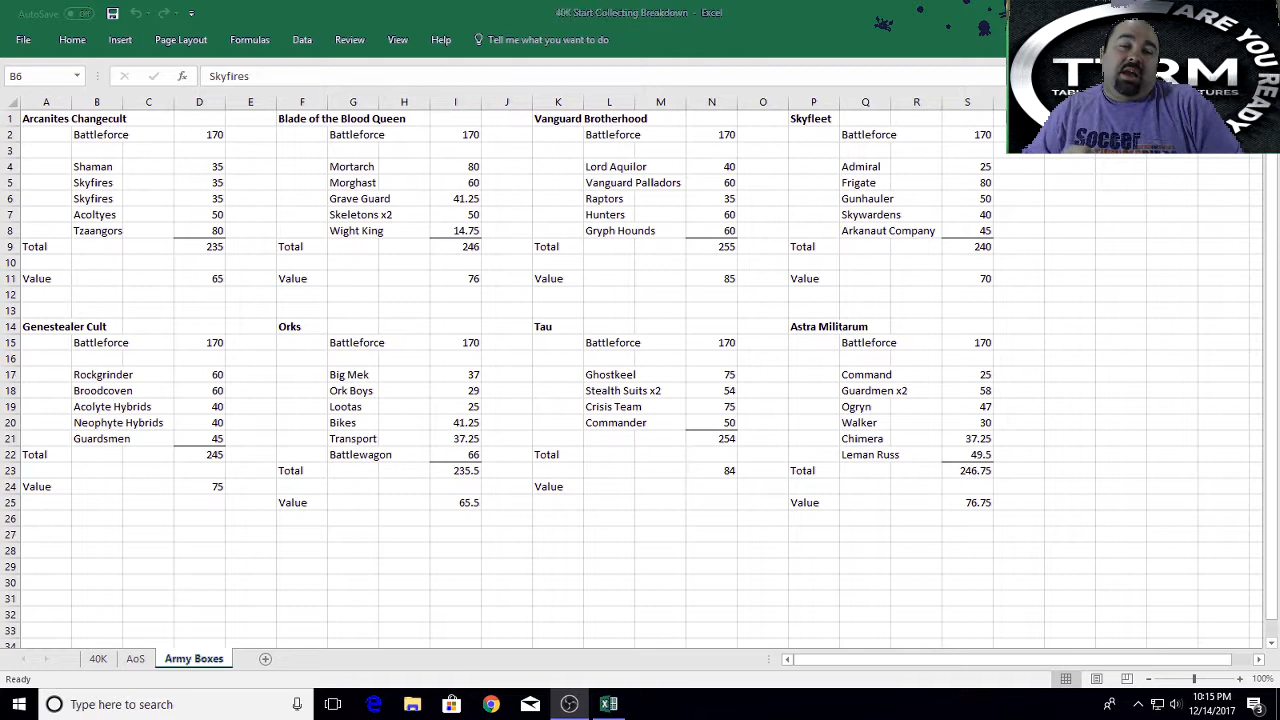 AutoSave Off 40K Start Collecting Breakdown - Excel
File Home Insert Page Layout Formulas Data Review View Help Tell me what you want to do
B6 fx Skyfires
ARE YOU READY
Soccer
A B C D E F G H I J K L M N O P Q R S
1 Arcanites Changecult Blade of the Blood Queen Vanguard Brotherhood Skyfleet
2 Battleforce 170 Battleforce 170 Battleforce 170 Battleforce 170
3
4 Shaman 35 Mortarch 80 Lord Aquilor 40 Admiral 25
5 Skyfires 35 Morghast 60 Vanguard Palladors 60 Frigate 80
6 Skyfires 35 Grave Guard 41.25 Raptors 35 Gunhauler 50
7 Acoltyes 50 Skeletons x2 50 Hunters 60 Skywardens 40
8 Tzaangors 80 Wight King 14.75 Gryph Hounds 60 Arkanaut Company 45
9 Total 235 Total 246 Total 255 Total 240
10
11 Value 65 Value 76 Value 85 Value 70
12
13
14 Genestealer Cult Orks Tau Astra Militarum
15 Battleforce 170 Battleforce 170 Battleforce 170 Battleforce 170
16
17 Rockgrinder 60 Big Mek 37 Ghostkeel 75 Command 25
18 Broodcoven 60 Ork Boys 29 Stealth Suits x2 54 Guardmen x2 58
19 Acolyte Hybrids 40 Lootas 25 Crisis Team 75 Ogryn 47
20 Neophyte Hybrids 40 Bikes 41.25 Commander 50 Walker 30
21 Guardsmen 45 Transport 37.25 254 Chimera 37.25
22 Total 245 Battlewagon 66 Total Leman Russ 49.5
23 Total 235.5 84 Total 246.75
24 Value 75 Value
25 Value 65.5 Value 76.75
26
27
28
29
30
31
32
33
34
40K AoS Army Boxes
Ready 100%
Type here to search
10:15 PM
12/14/2017
3